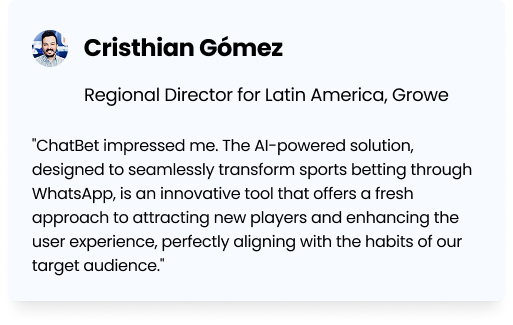 Cristhian Gómez
Regional Director for Latin America, Growe
"ChatBet impressed me. The AI-powered solution,
designed to seamlessly transform sports betting through
WhatsApp, is an innovative tool that offers a fresh
approach to attracting new players and enhancing the
user experience, perfectly aligning with the habits of our
target audience."